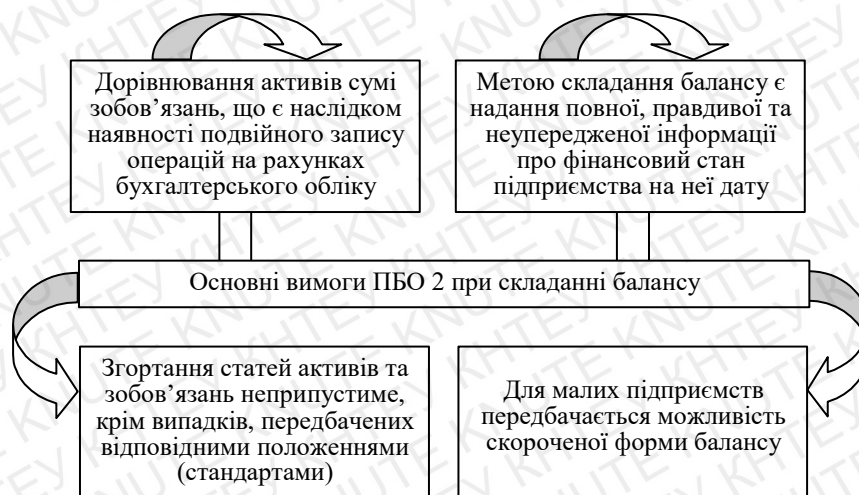 Дорівнювання активів сумі
зобов’язань, що є наслідком
наявності подвійного запису
операцій на рахунках
бухгалтерського обліку
Метою складання балансу є
надання повної, правдивої та
неупередженої інформації
про фінансовий стан
підприємства на неї дату
Основні вимоги ПБО 2 при складанні балансу
Згортання статей активів та
зобов’язань неприпустиме,
крім випадків, передбачених
відповідними положеннями
(стандартами)
Для малих підприємств
передбачається можливість
скороченої форми балансу